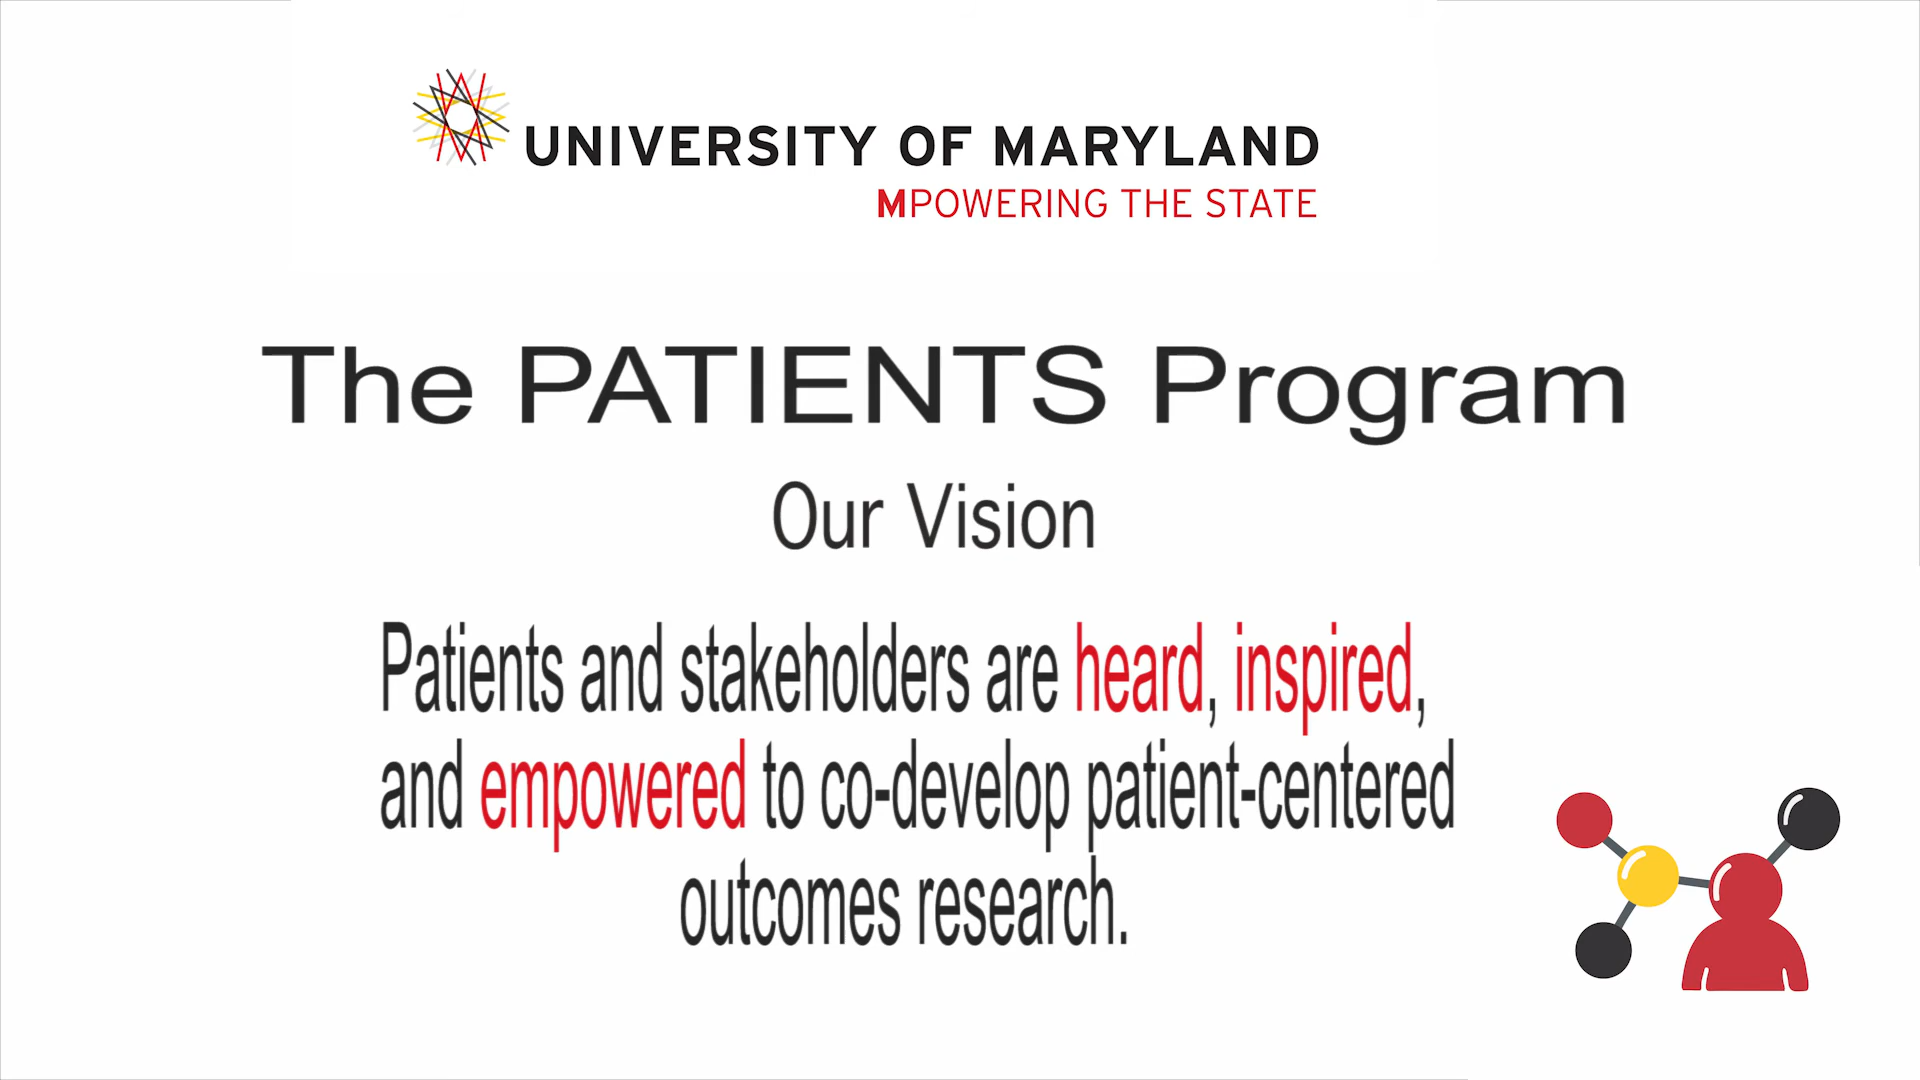 UNIVERSITY OF MARYLAND
MPOWERING THE STATE
The PATIENTS Program
Our Vision
Patients and stakeholders are heard, inspired,
and empowered to co-develop patient-centered
outcomes research.